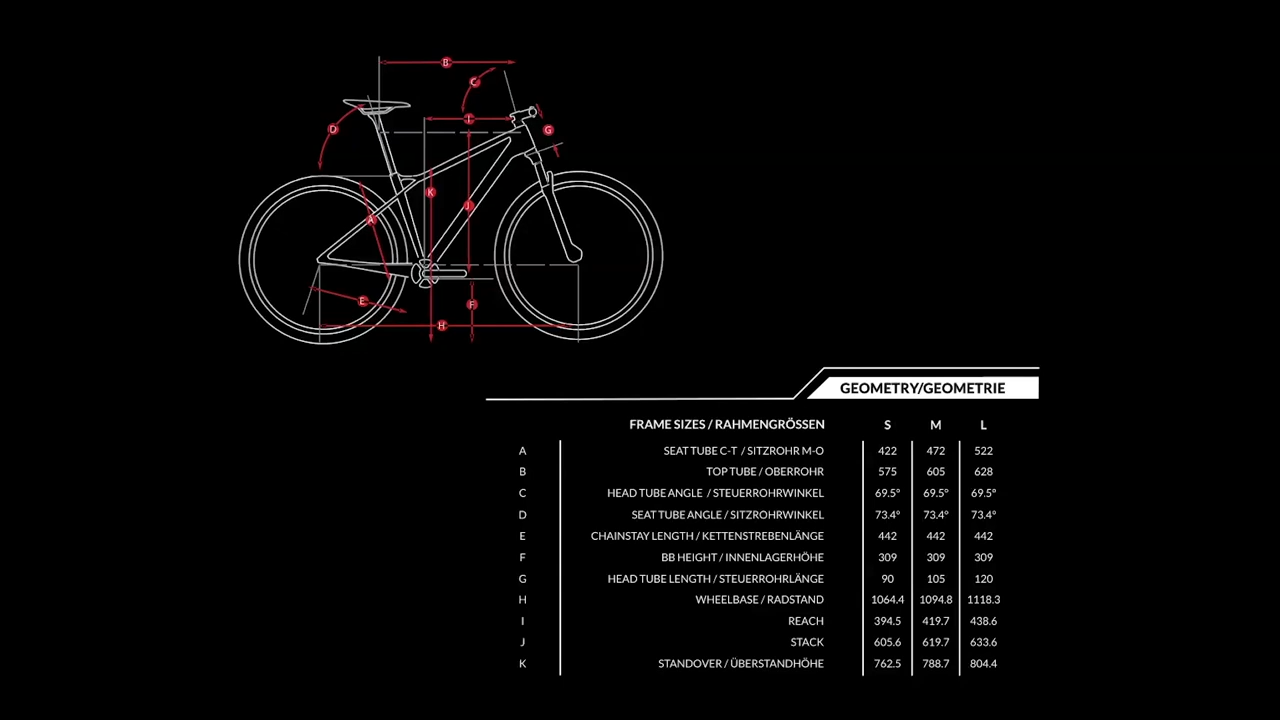 B
C
I
D
G
K
J
A
E
F
H
GEOMETRY/GEOMETRIE
FRAME SIZES / RAHMENGRÖSSEN S M L
A SEAT TUBE C-T / SITZROHR M-O 422 472 522
B TOP TUBE / OBERROHR 575 605 628
C HEAD TUBE ANGLE / STEUERROHRWINKEL 69.5° 69.5° 69.5°
D SEAT TUBE ANGLE / SITZROHRWINKEL 73.4° 73.4° 73.4°
E CHAINSTAY LENGTH / KETTENSTREBENLÄNGE 442 442 442
F BB HEIGHT / INNENLAGERHÖHE 309 309 309
G HEAD TUBE LENGTH / STEUERROHRLÄNGE 90 105 120
H WHEELBASE / RADSTAND 1064.4 1094.8 1118.3
I REACH 394.5 419.7 438.6
J STACK 605.6 619.7 633.6
K STANDOVER / ÜBERSTANDHÖHE 762.5 788.7 804.4